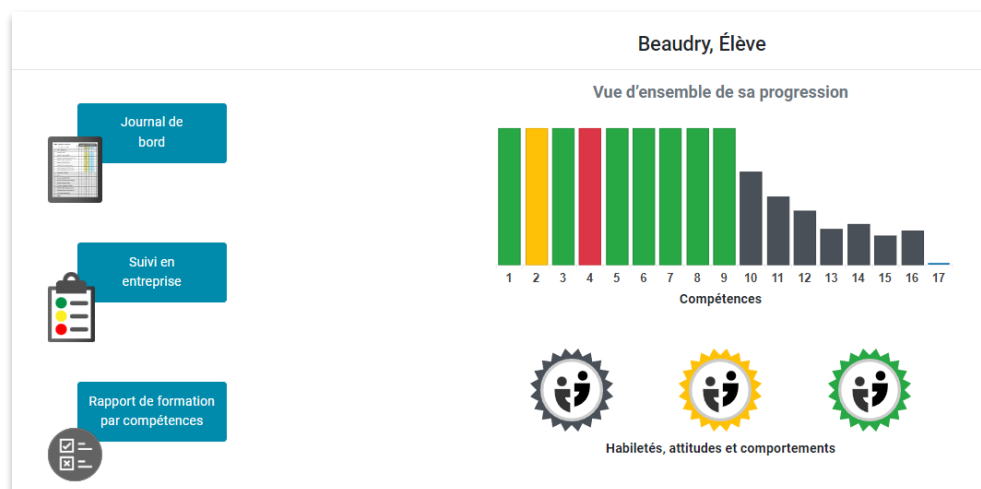 Beaudry, Élève
Vue d'ensemble de sa progression
Journal de
bord
Suivi en
entreprise
Rapport de formation
par compétences
1 2 3 4 5 6 7 8 9 10 11 12 13 14 15 16 17
Compétences
Habiletés, attitudes et comportements